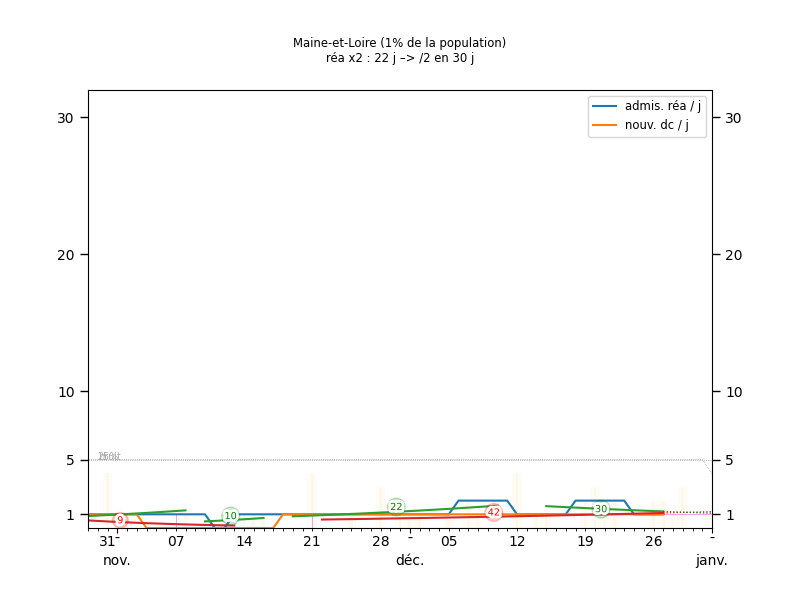 Maine-et-Loire (1% de la population)
réa x2 : 22 j –> /2 en 30 j
admis. réa / j
nouv. dc / j
30 30
20 20
10 10
5 5
1 1
9 10 22 42 30
31 07 14 21 28 05 12 19 26
nov. déc. janv.